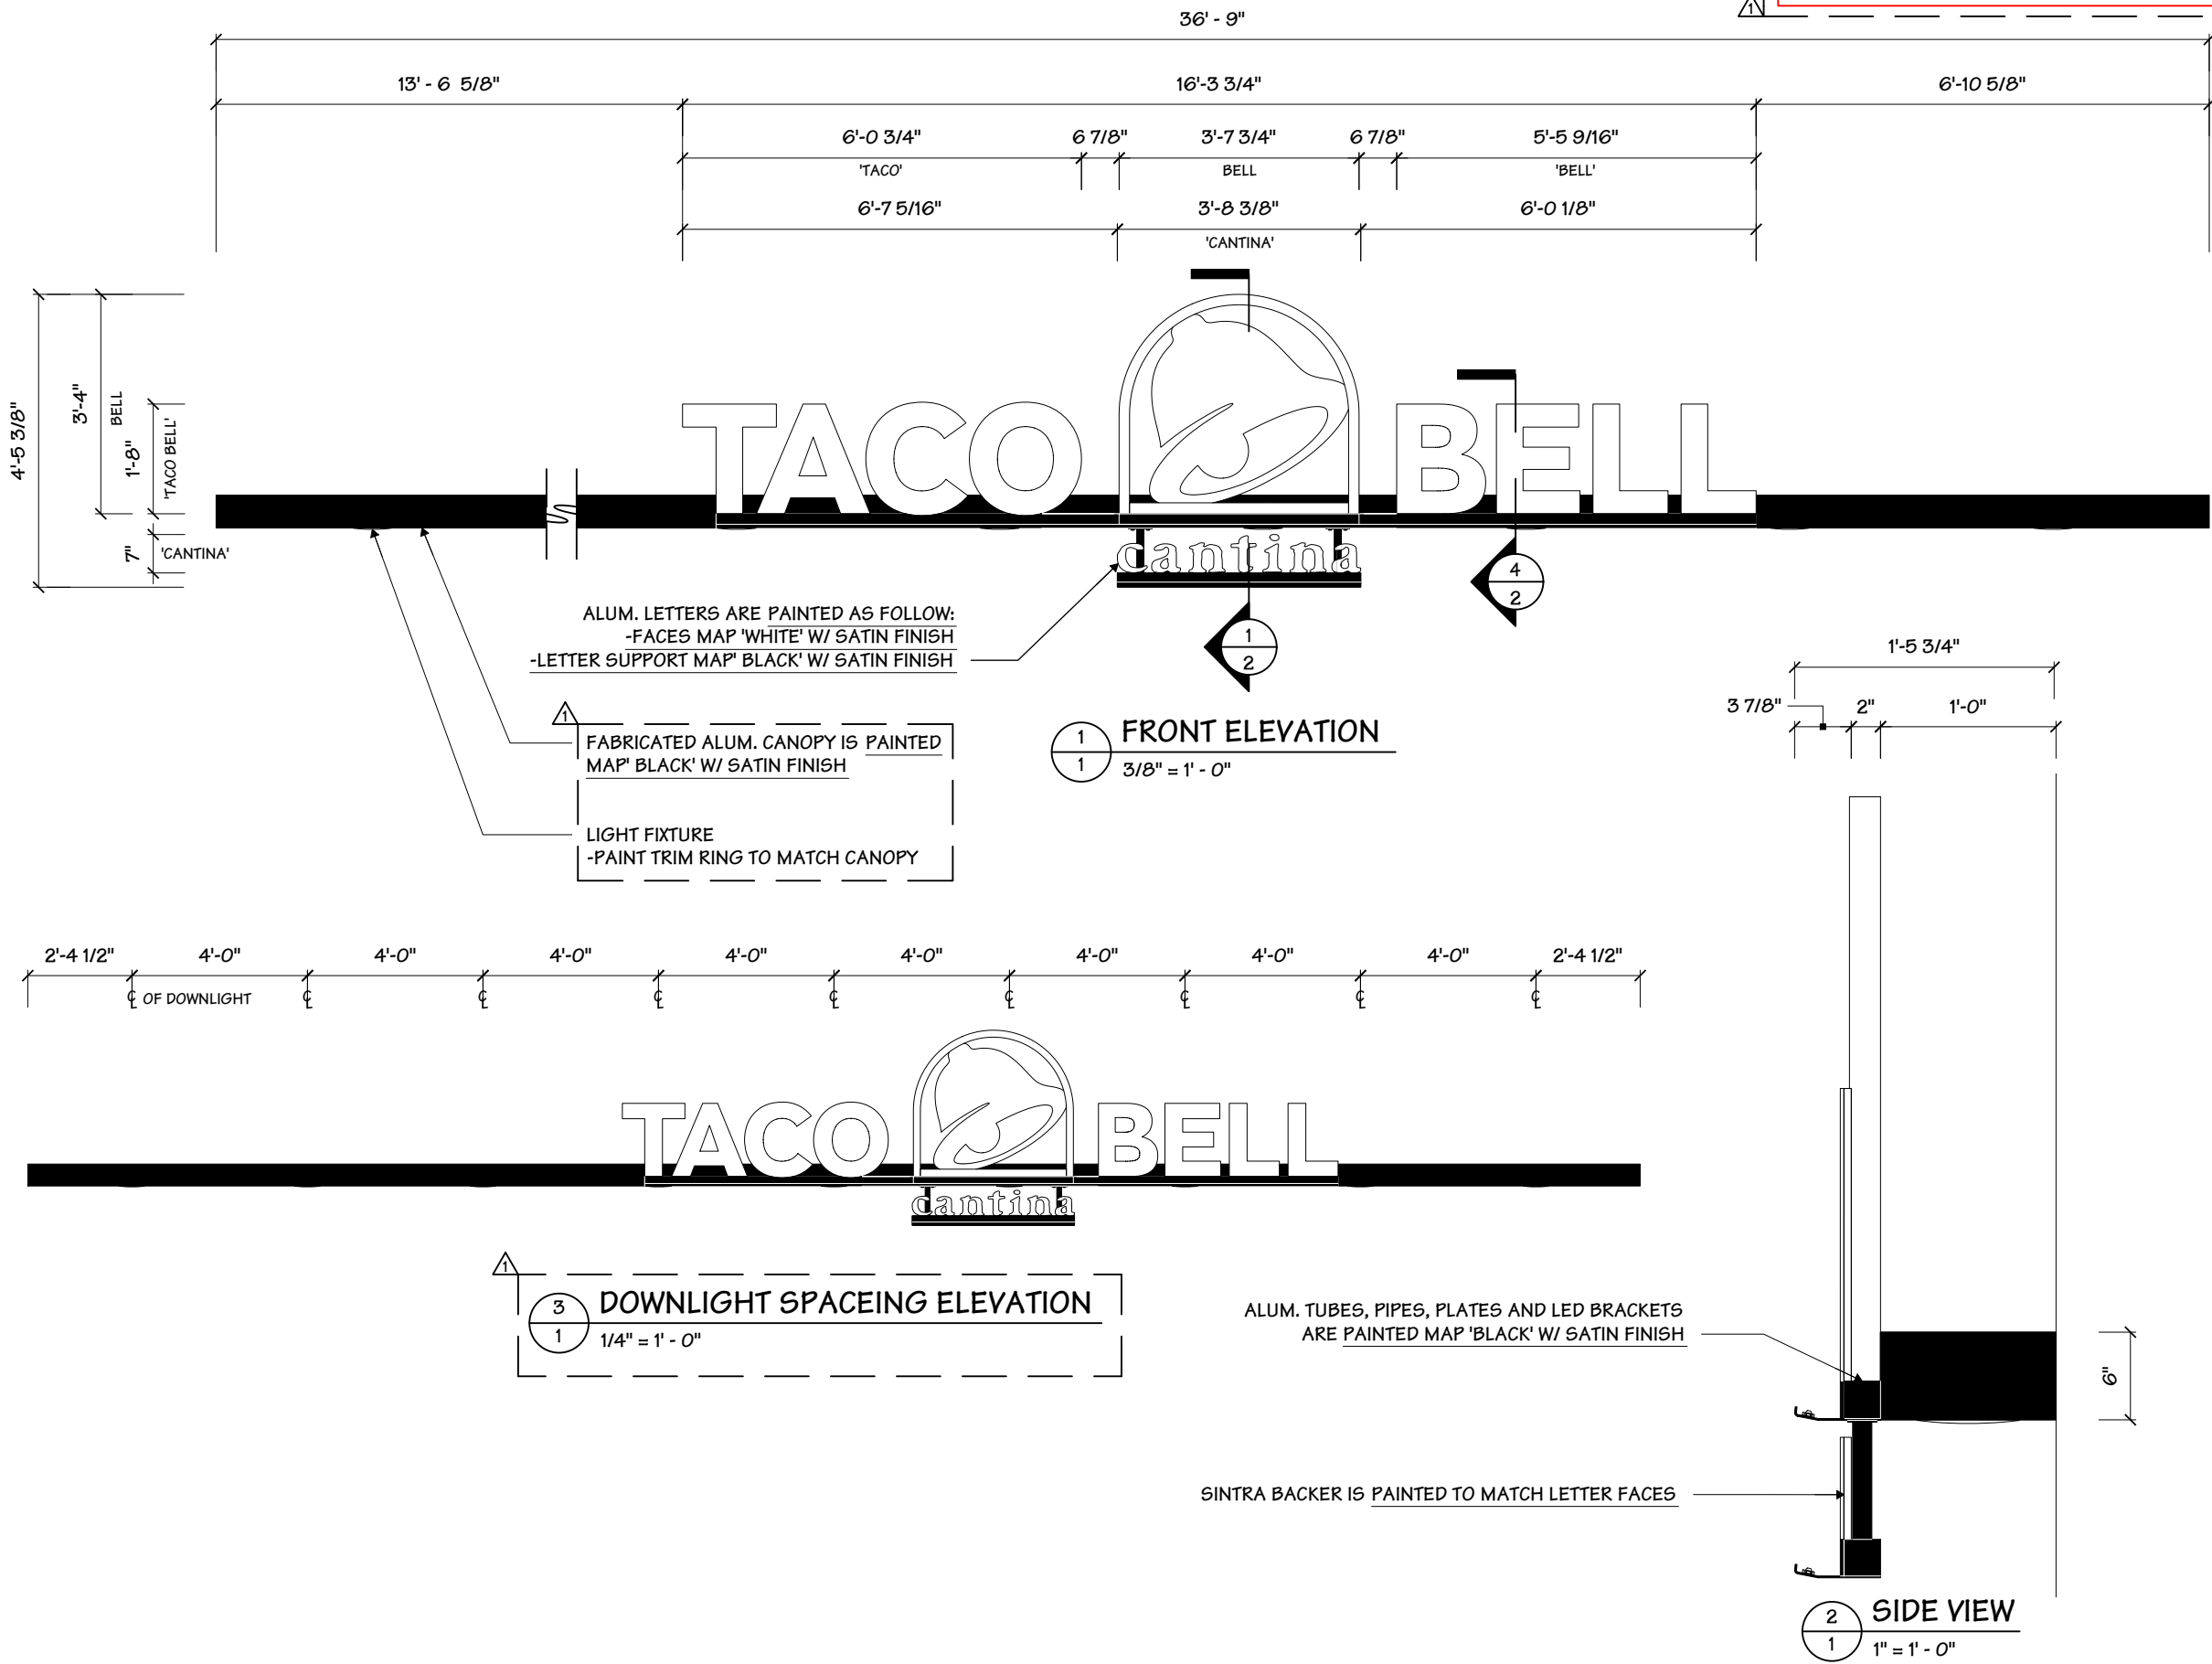 1
36' - 9"
13' - 6 5/8"
16'-3 3/4"
6'-10 5/8"
6'-0 3/4"
6 7/8"
3'-7 3/4"
6 7/8"
5'-5 9/16"
'TACO'
BELL
'BELL'
6'-7 5/16"
3'-8 3/8"
6'-0 1/8"
'CANTINA'
4'-5 3/8"
3'-4"
BELL
1'-8"
'TACO BELL'
7"
'CANTINA'
TACO BELL
cantina
4
2
1
2
ALUM. LETTERS ARE PAINTED AS FOLLOW:
-FACES MAP 'WHITE' W/ SATIN FINISH
-LETTER SUPPORT MAP' BLACK' W/ SATIN FINISH
1
FABRICATED ALUM. CANOPY IS PAINTED
MAP' BLACK' W/ SATIN FINISH
LIGHT FIXTURE
-PAINT TRIM RING TO MATCH CANOPY
1
1
FRONT ELEVATION
3/8" = 1' - 0"
1'-5 3/4"
3 7/8"
2"
1'-0"
2'-4 1/2"
4'-0"
4'-0"
4'-0"
4'-0"
4'-0"
4'-0"
4'-0"
4'-0"
2'-4 1/2"
℄ OF DOWNLIGHT
℄
℄
℄
℄
℄
℄
℄
℄
TACO BELL
cantina
1
3
1
DOWNLIGHT SPACEING ELEVATION
1/4" = 1' - 0"
ALUM. TUBES, PIPES, PLATES AND LED BRACKETS
ARE PAINTED MAP 'BLACK' W/ SATIN FINISH
6"
SINTRA BACKER IS PAINTED TO MATCH LETTER FACES
2
1
SIDE VIEW
1" = 1' - 0"